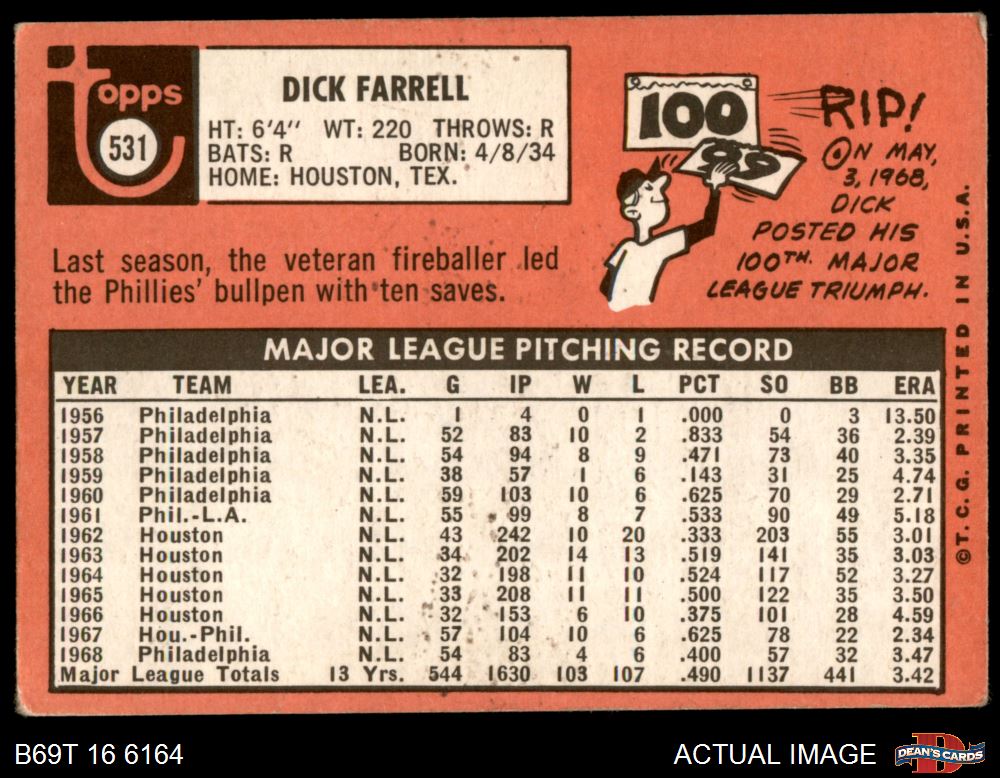 topps
531
DICK FARRELL
HT: 6'4" WT: 220 THROWS: R
BATS: R BORN: 4/8/34
HOME: HOUSTON, TEX.
Last season, the veteran fireballer led
the Phillies' bullpen with ten saves.
100
99
RIP!
ON MAY,
3, 1968,
DICK
POSTED HIS
100TH. MAJOR
LEAGUE TRIUMPH.
MAJOR LEAGUE PITCHING RECORD
YEAR TEAM LEA. G IP W L PCT SO BB ERA
1956 Philadelphia N.L. 1 4 0 1 .000 0 3 13.50
1957 Philadelphia N.L. 52 83 10 2 .833 54 36 2.39
1958 Philadelphia N.L. 54 94 8 9 .471 73 40 3.35
1959 Philadelphia N.L. 38 57 1 6 .143 31 25 4.74
1960 Philadelphia N.L. 59 103 10 6 .625 70 29 2.71
1961 Phil.-L.A. N.L. 55 99 8 7 .533 90 49 5.18
1962 Houston N.L. 43 242 10 20 .333 203 55 3.01
1963 Houston N.L. 34 202 14 13 .519 141 35 3.03
1964 Houston N.L. 32 198 11 10 .524 117 52 3.27
1965 Houston N.L. 33 208 11 11 .500 122 35 3.50
1966 Houston N.L. 32 153 6 10 .375 101 28 4.59
1967 Hou.-Phil. N.L. 57 104 10 6 .625 78 22 2.34
1968 Philadelphia N.L. 54 83 4 6 .400 57 32 3.47
Major League Totals 13 Yrs. 544 1630 103 107 .490 1137 441 3.42
©T.C.G. PRINTED IN U.S.A.
B69T 16 6164
ACTUAL IMAGE
DEAN'S CARDS